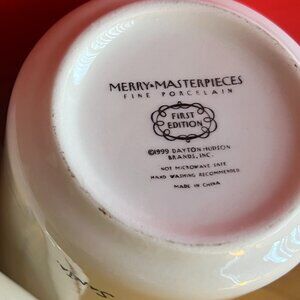 MERRY★MASTERPIECES
FINE PORCELAIN
FIRST
EDITION
©1999 DAYTON HUDSON
BRANDS, INC.
NOT MICROWAVE SAFE
HAND WASHING RECOMMENDED
MADE IN CHINA